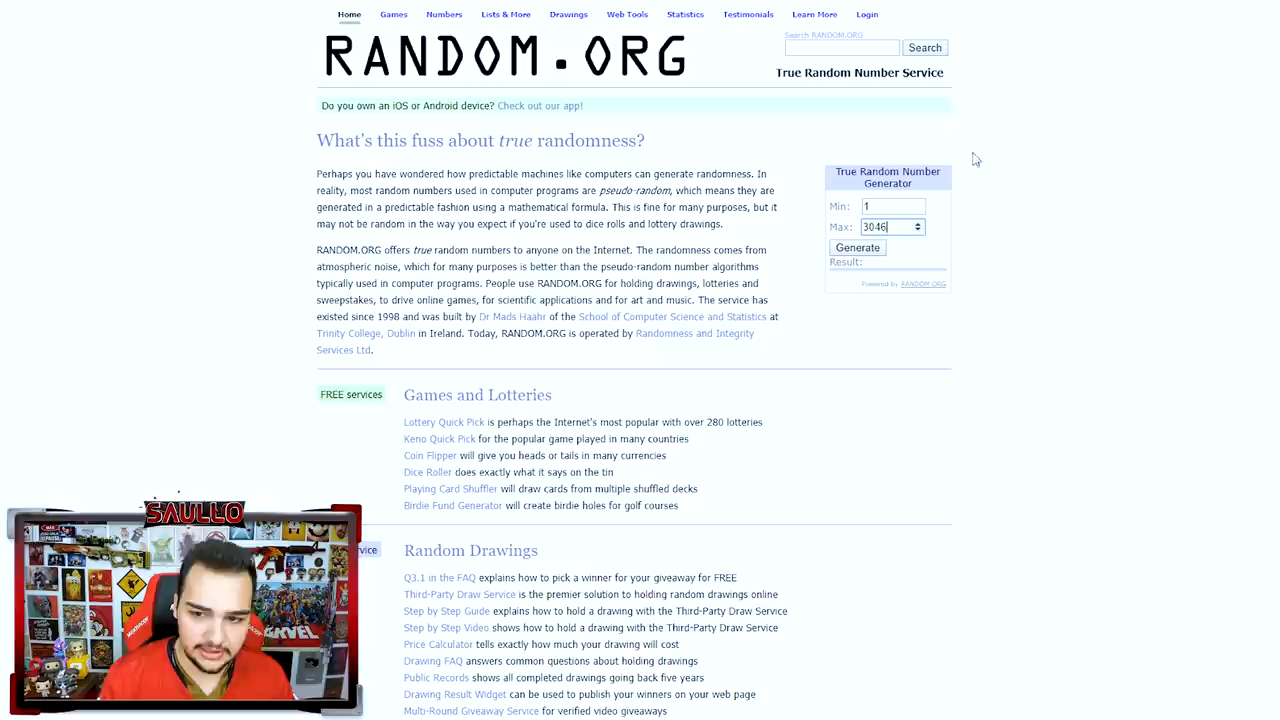 Home Games Numbers Lists & More Drawings Web Tools Statistics Testimonials Learn More Login
RANDOM.ORG
Search RANDOM.ORG
Search
True Random Number Service
Do you own an iOS or Android device? Check out our app!
What's this fuss about true randomness?
Perhaps you have wondered how predictable machines like computers can generate randomness. In
reality, most random numbers used in computer programs are pseudo-random, which means they are
generated in a predictable fashion using a mathematical formula. This is fine for many purposes, but it
may not be random in the way you expect if you're used to dice rolls and lottery drawings.
RANDOM.ORG offers true random numbers to anyone on the Internet. The randomness comes from
atmospheric noise, which for many purposes is better than the pseudo-random number algorithms
typically used in computer programs. People use RANDOM.ORG for holding drawings, lotteries and
sweepstakes, to drive online games, for scientific applications and for art and music. The service has
existed since 1998 and was built by Dr Mads Haahr of the School of Computer Science and Statistics at
Trinity College, Dublin in Ireland. Today, RANDOM.ORG is operated by Randomness and Integrity
Services Ltd.
True Random Number
Generator
Min: 1
Max: 3046
Generate
Result:
Powered by RANDOM.ORG
FREE services
Games and Lotteries
Lottery Quick Pick is perhaps the Internet's most popular with over 280 lotteries
Keno Quick Pick for the popular game played in many countries
Coin Flipper will give you heads or tails in many currencies
Dice Roller does exactly what it says on the tin
Playing Card Shuffler will draw cards from multiple shuffled decks
Birdie Fund Generator will create birdie holes for golf courses
Random Drawings
Q3.1 in the FAQ explains how to pick a winner for your giveaway for FREE
Third-Party Draw Service is the premier solution to holding random drawings online
Step by Step Guide explains how to hold a drawing with the Third-Party Draw Service
Step by Step Video shows how to hold a drawing with the Third-Party Draw Service
Price Calculator tells exactly how much your drawing will cost
Drawing FAQ answers common questions about holding drawings
Public Records shows all completed drawings going back five years
Drawing Result Widget can be used to publish your winners on your web page
Multi-Round Giveaway Service for verified video giveaways
SAULLO